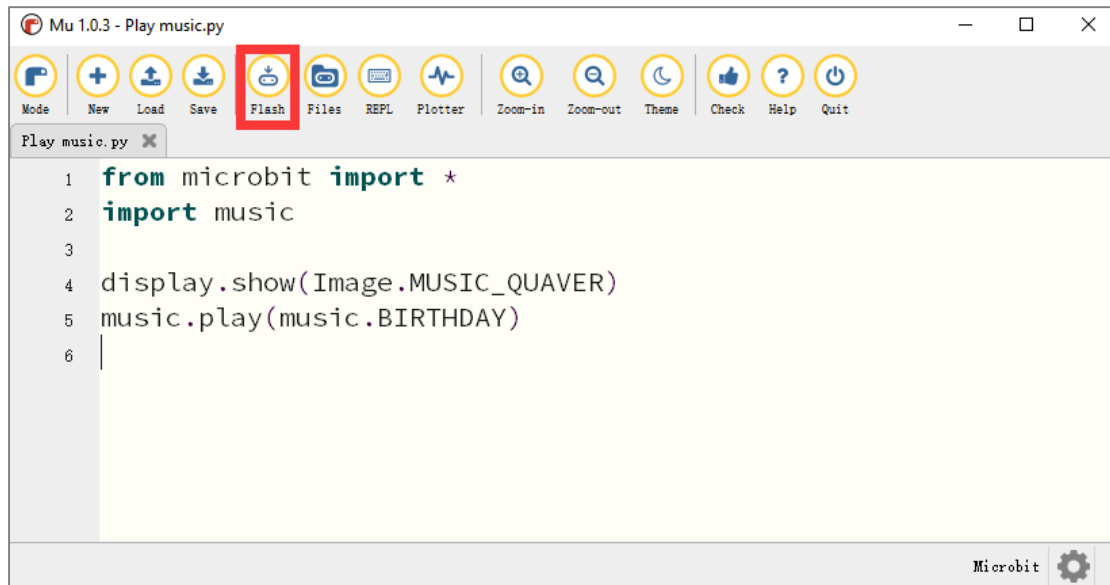 Mu 1.0.3 - Play music.py
Mode New Load Save Flash Files REPL Plotter Zoom-in Zoom-out Theme Check Help Quit
Play music.py
1 from microbit import *
2 import music
3
4 display.show(Image.MUSIC_QUAVER)
5 music.play(music.BIRTHDAY)
6
Microbit